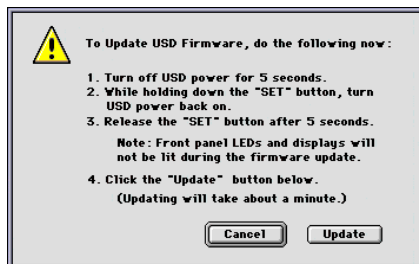 To Update USD Firmware, do the following now:
1. Turn off USD power for 5 seconds.
2. While holding down the "SET" button, turn
USD power back on.
3. Release the "SET" button after 5 seconds.
Note: Front panel LEDs and displays will
not be lit during the firmware update.
4. Click the "Update" button below.
(Updating will take about a minute.)
Cancel Update